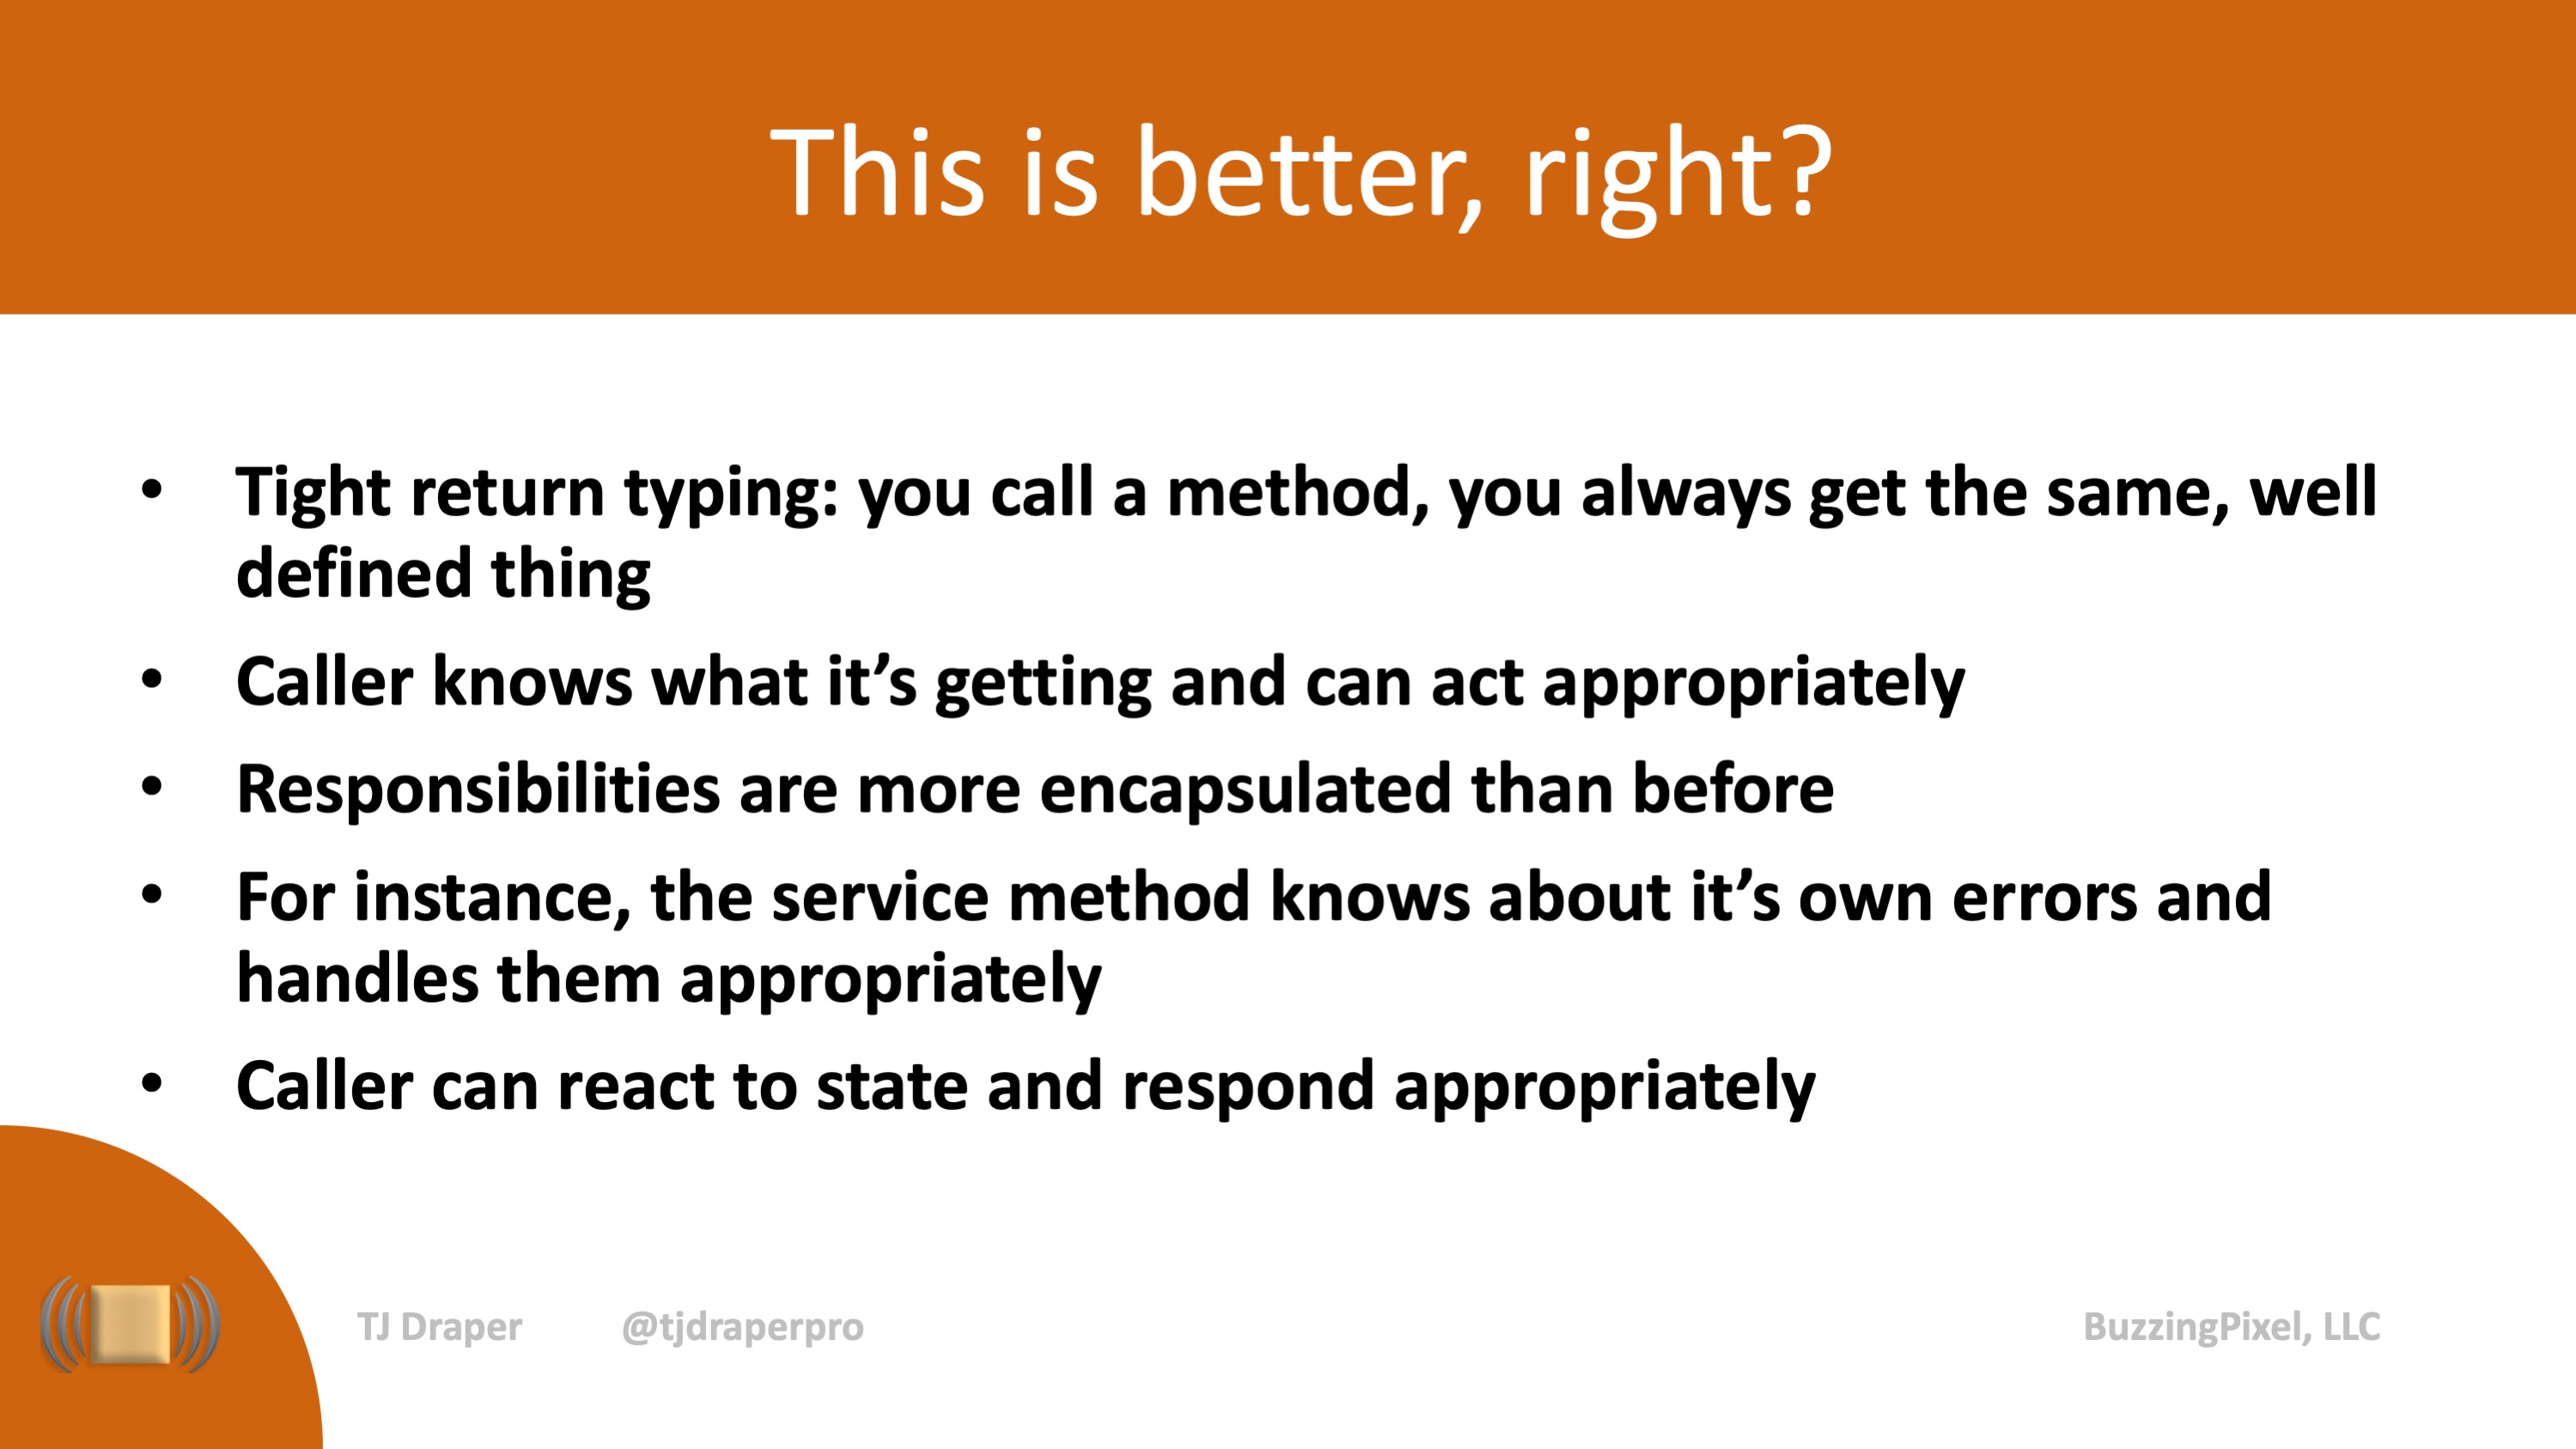 This is better, right?
• Tight return typing: you call a method, you always get the same, well
defined thing
• Caller knows what it’s getting and can act appropriately
• Responsibilities are more encapsulated than before
• For instance, the service method knows about it’s own errors and
handles them appropriately
• Caller can react to state and respond appropriately
TJ Draper @tjdraperpro BuzzingPixel, LLC